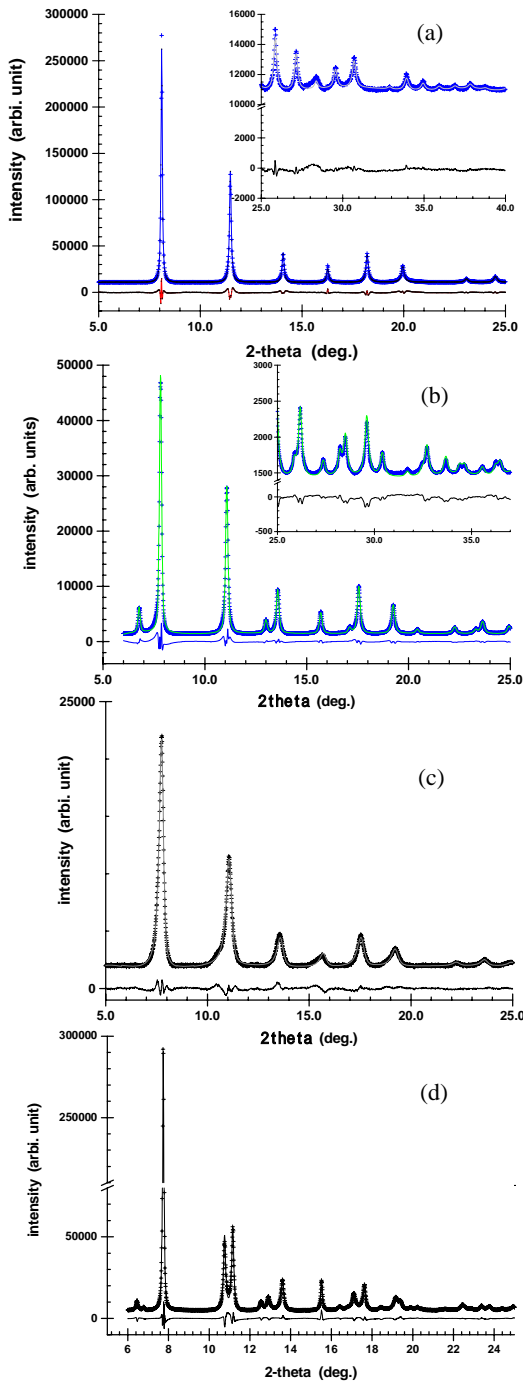 (a)
intensity (arbi. unit)
300000
250000
200000
150000
100000
50000
0
16000
14000
12000
10000
2000
0
-2000
25.0 30.0 35.0 40.0
5.0 10.0 15.0 20.0 25.0
2-theta (deg.)
(b)
intensity (arb. units)
50000
40000
30000
20000
10000
0
3000
2500
2000
1500
0
-500
25.0 30.0 35.0
5.0 10.0 15.0 20.0 25.0
2theta (deg.)
(c)
intensity (arbi. unit)
25000
0
5.0 10.0 15.0 20.0 25.0
2theta (deg.)
(d)
intensity (arbi. unit)
300000
250000
50000
0
6 8 10 12 14 16 18 20 22 24
2-theta (deg.)